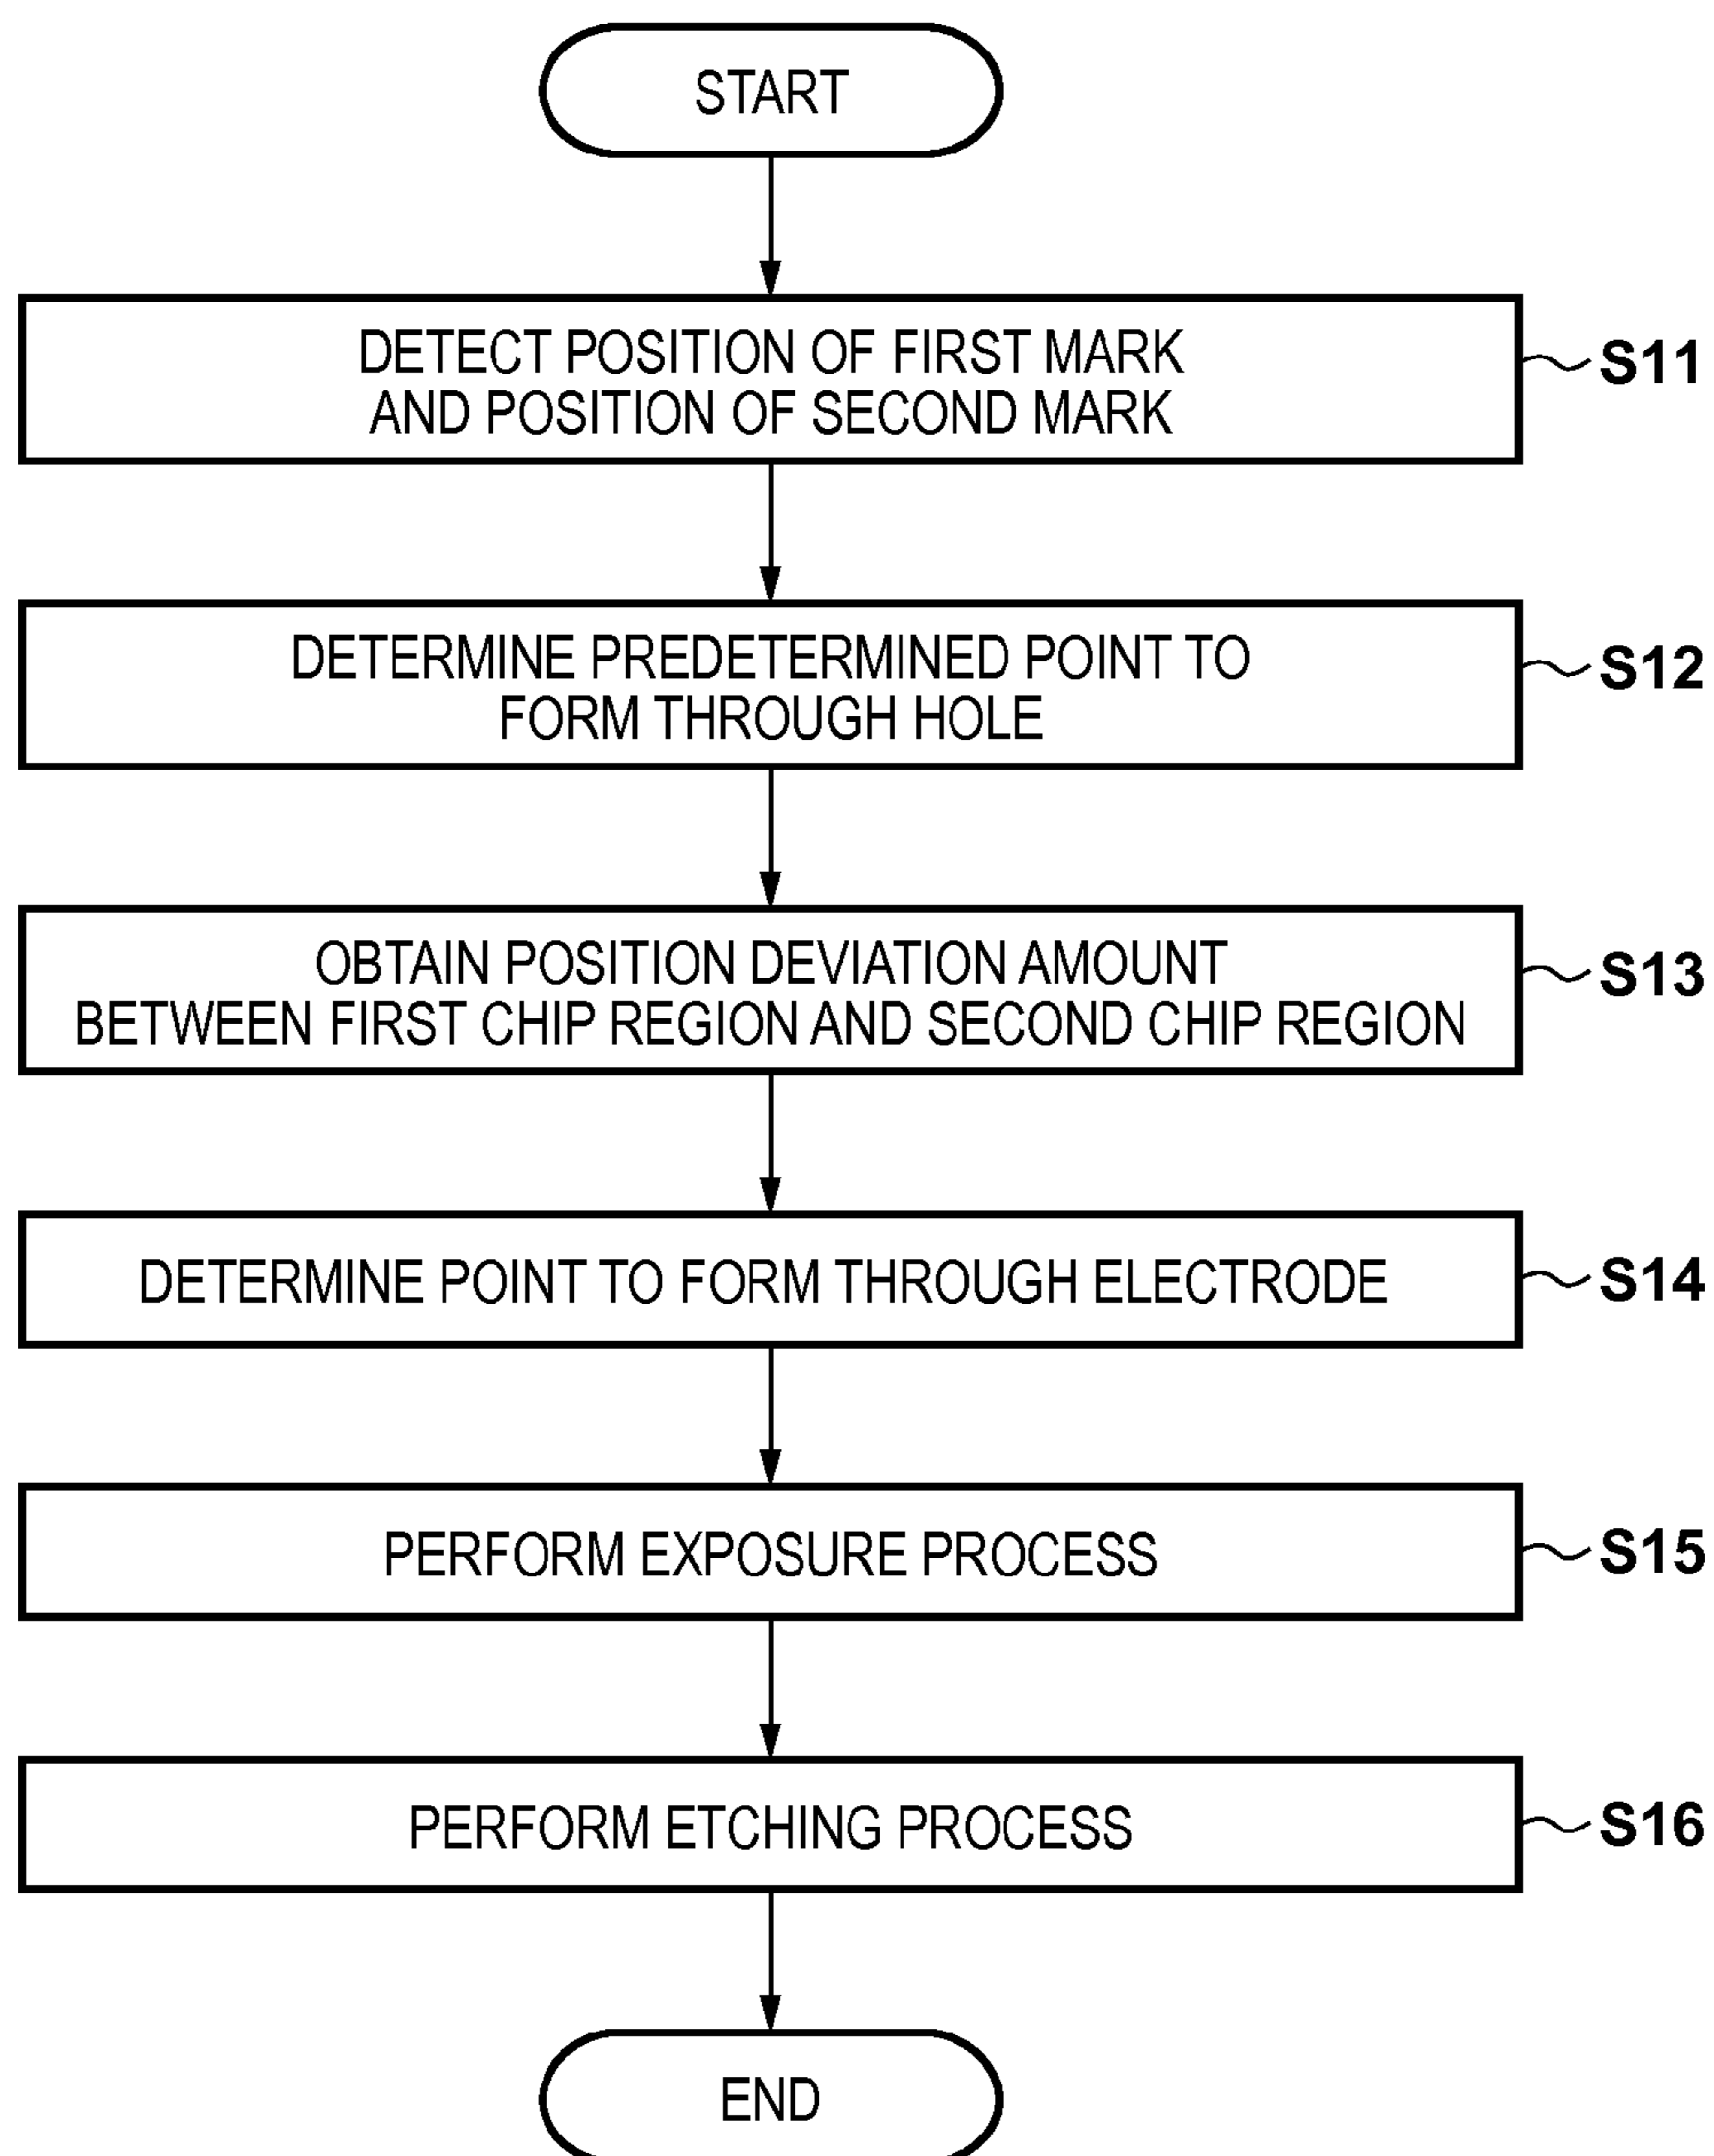 START
DETECT POSITION OF FIRST MARK
AND POSITION OF SECOND MARK
S11
DETERMINE PREDETERMINED POINT TO
FORM THROUGH HOLE
S12
OBTAIN POSITION DEVIATION AMOUNT
BETWEEN FIRST CHIP REGION AND SECOND CHIP REGION
S13
DETERMINE POINT TO FORM THROUGH ELECTRODE
S14
PERFORM EXPOSURE PROCESS
S15
PERFORM ETCHING PROCESS
S16
END